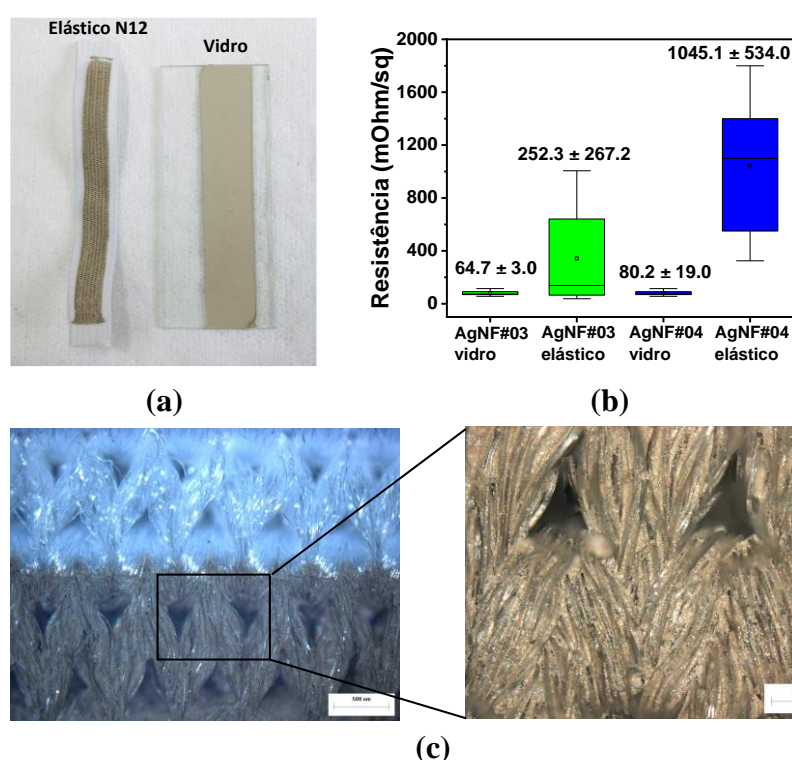 Elástico N12
Vidro
(a)
2000
1600
1200
800
400
0
Resistência (mOhm/sq)
64.7 ± 3.0
252.3 ± 267.2
80.2 ± 19.0
1045.1 ± 534.0
AgNF#03
vidro
AgNF#03
elástico
AgNF#04
vidro
AgNF#04
elástico
(b)
500 um
(c)